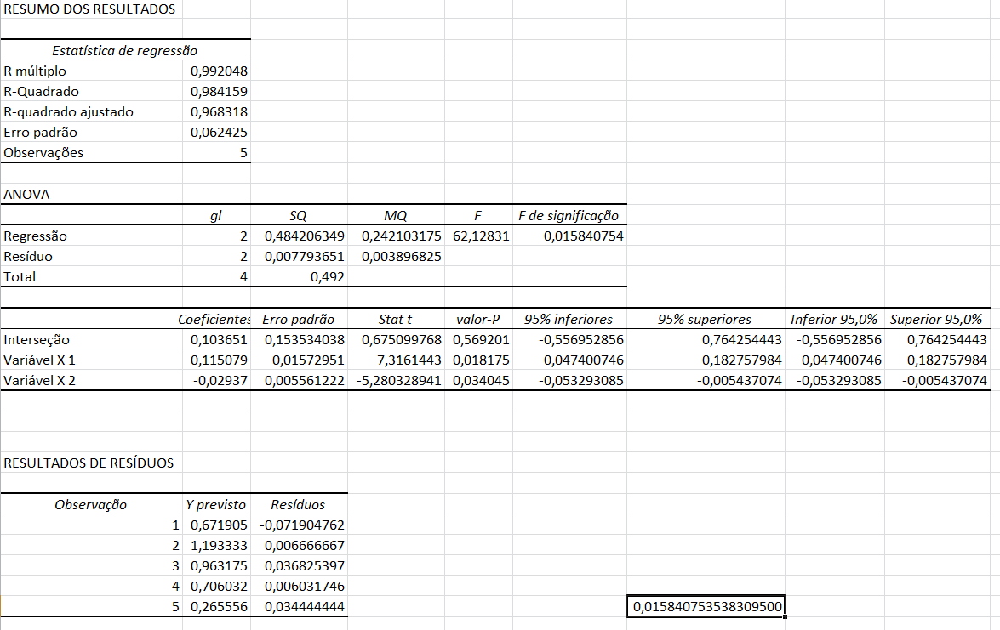 RESUMO DOS RESULTADOS
Estatística de regressão
R múltiplo 0,992048
R-Quadrado 0,984159
R-quadrado ajustado 0,968318
Erro padrão 0,062425
Observações 5
ANOVA
gl SQ MQ F F de significação
Regressão 2 0,484206349 0,242103175 62,12831 0,015840754
Resíduo 2 0,007793651 0,003896825
Total 4 0,492
Coeficientes Erro padrão Stat t valor-P 95% inferiores 95% superiores Inferior 95,0% Superior 95,0%
Interseção 0,103651 0,153534038 0,675099768 0,569201 -0,556952856 0,764254443 -0,556952856 0,764254443
Variável X 1 0,115079 0,01572951 7,3161443 0,018175 0,047400746 0,182757984 0,047400746 0,182757984
Variável X 2 -0,02937 0,005561222 -5,280328941 0,034045 -0,053293085 -0,005437074 -0,053293085 -0,005437074
RESULTADOS DE RESÍDUOS
Observação Y previsto Resíduos
1 0,671905 -0,071904762
2 1,193333 0,006666667
3 0,963175 0,036825397
4 0,706032 -0,006031746
5 0,265556 0,034444444 0,015840753538309500